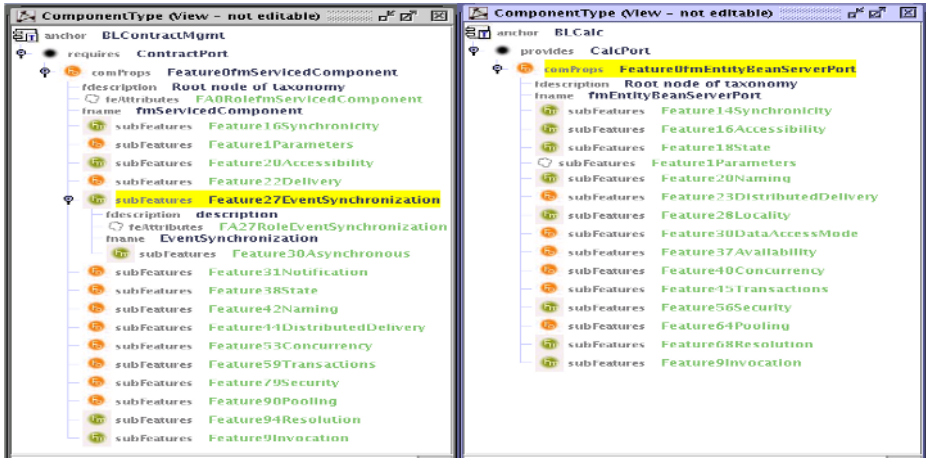 ComponentType (View - not editable)
anchor BLContractMgmt
requires ContractPort
comProps Feature0fmServicedComponent
fdescription Root node of taxonomy
feAttributes FA0RolefmServicedComponent
fname fmServicedComponent
subFeatures Feature16Synchronicity
subFeatures Feature1Parameters
subFeatures Feature20Accessibility
subFeatures Feature22Delivery
subFeatures Feature27EventSynchronization
fdescription description
feAttributes FA27RoleEventSynchronization
fname EventSynchronization
subFeatures Feature30Asynchronous
subFeatures Feature31Notification
subFeatures Feature38State
subFeatures Feature42Naming
subFeatures Feature44DistributedDelivery
subFeatures Feature53Concurrency
subFeatures Feature59Transactions
subFeatures Feature79Security
subFeatures Feature90Pooling
subFeatures Feature94Resolution
subFeatures Feature9Invocation
ComponentType (View - not editable)
anchor BLCalc
provides CalcPort
comProps Feature0fmEntityBeanServerPort
fdescription Root node of taxonomy
fname fmEntityBeanServerPort
subFeatures Feature14Synchronicity
subFeatures Feature16Accessibility
subFeatures Feature18State
subFeatures Feature1Parameters
subFeatures Feature20Naming
subFeatures Feature23DistributedDelivery
subFeatures Feature28Locality
subFeatures Feature30DataAccessMode
subFeatures Feature37Availability
subFeatures Feature40Concurrency
subFeatures Feature45Transactions
subFeatures Feature56Security
subFeatures Feature64Pooling
subFeatures Feature68Resolution
subFeatures Feature9Invocation